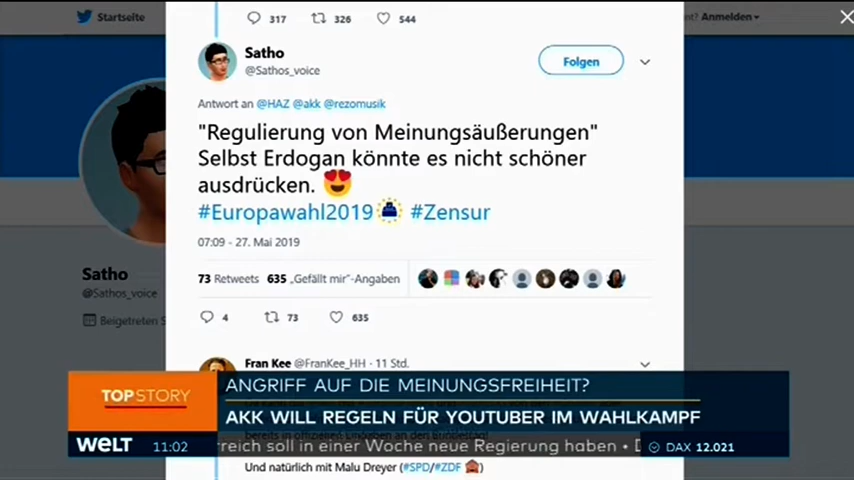 Startseite
nt? Anmelden
317 326 544
Satho
@Sathos_voice
Folgen
Antwort an @HAZ @akk @rezomusik
"Regulierung von Meinungsäußerungen"
Selbst Erdogan könnte es nicht schöner
ausdrücken.
#Europawahl2019 #Zensur
07:09 - 27. Mai 2019
73 Retweets 635 „Gefällt mir"-Angaben
4 73 635
Satho
@Sathos_voice
Beigetreten S
Fran Kee @FranKee_HH · 11 Std.
TOPSTORY
ANGRIFF AUF DIE MEINUNGSFREIHEIT?
AKK WILL REGELN FÜR YOUTUBER IM WAHLKAMPF
welt 11:02 rreich soll in einer Woche neue Regierung haben • D DAX 12.021
Und natürlich mit Malu Dreyer (#SPD/#ZDF )